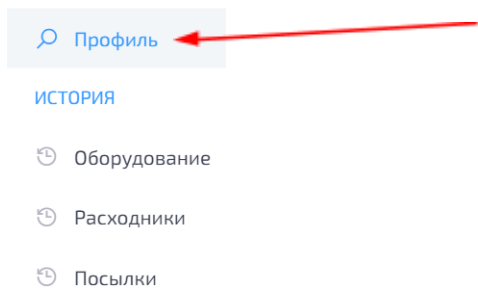 Профиль
ИСТОРИЯ
Оборудование
Расходники
Посылки